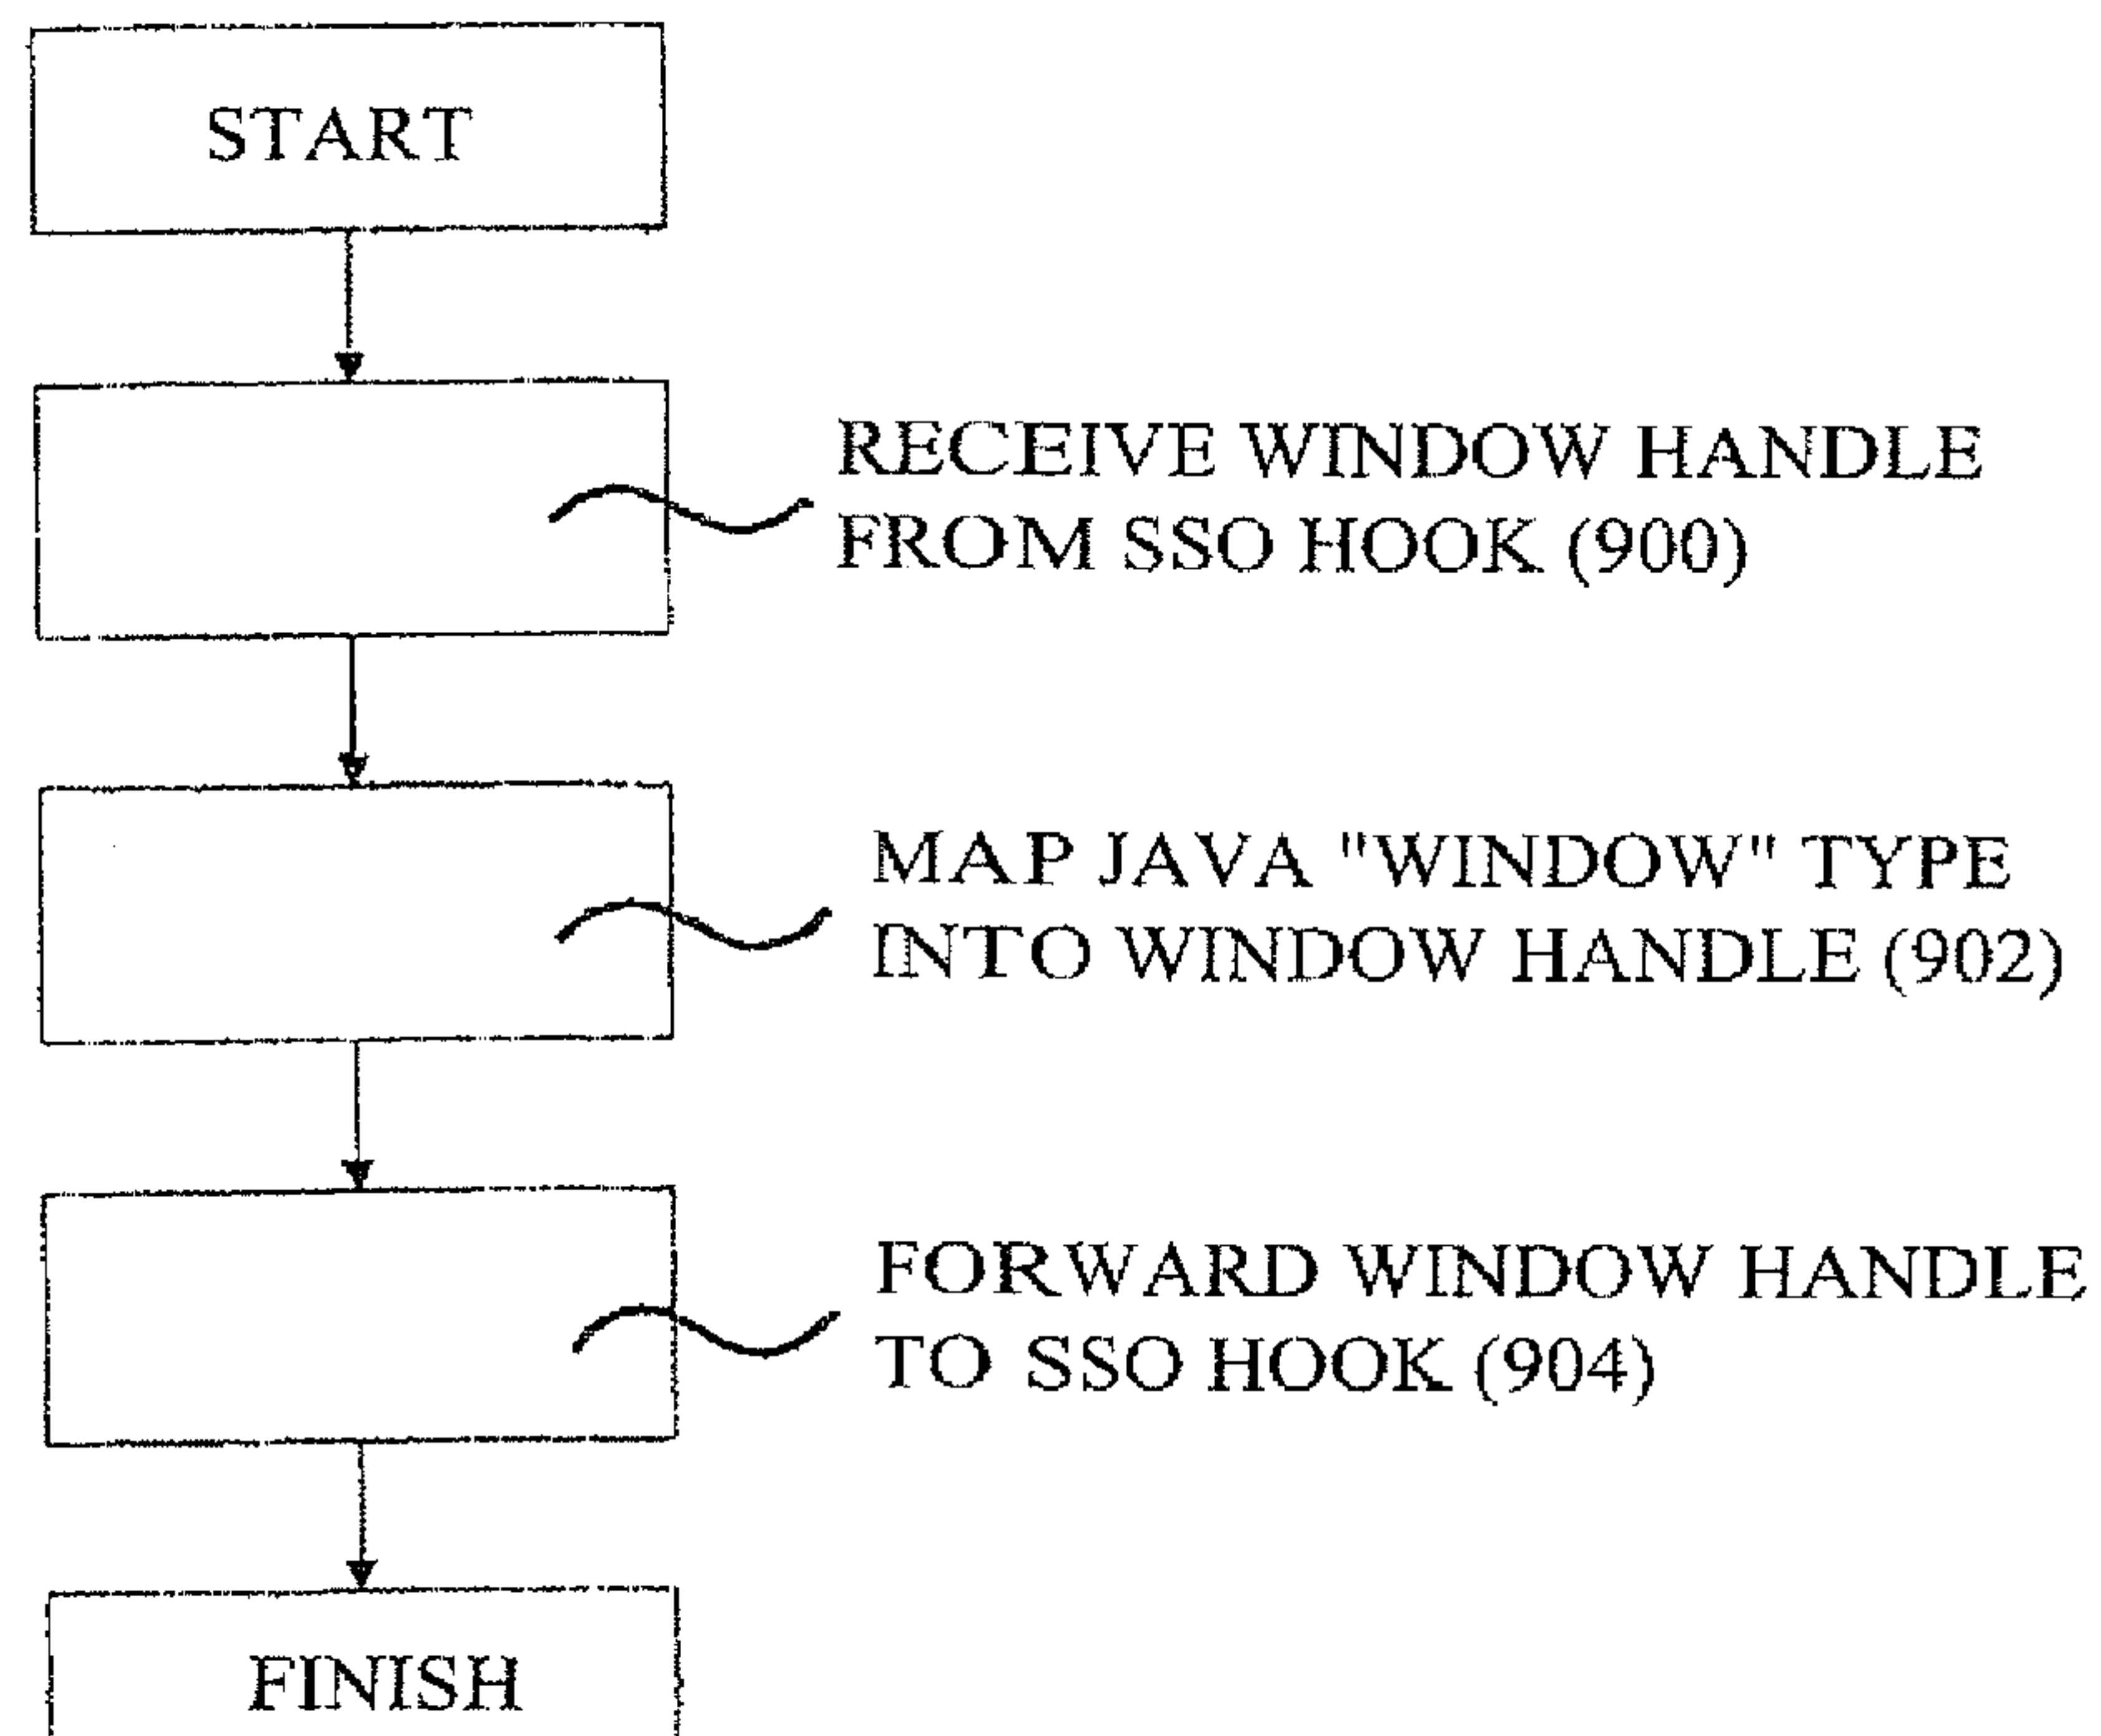 START
RECEIVE WINDOW HANDLE
FROM SSO HOOK (900)
MAP JAVA "WINDOW" TYPE
INTO WINDOW HANDLE (902)
FORWARD WINDOW HANDLE
TO SSO HOOK (904)
FINISH